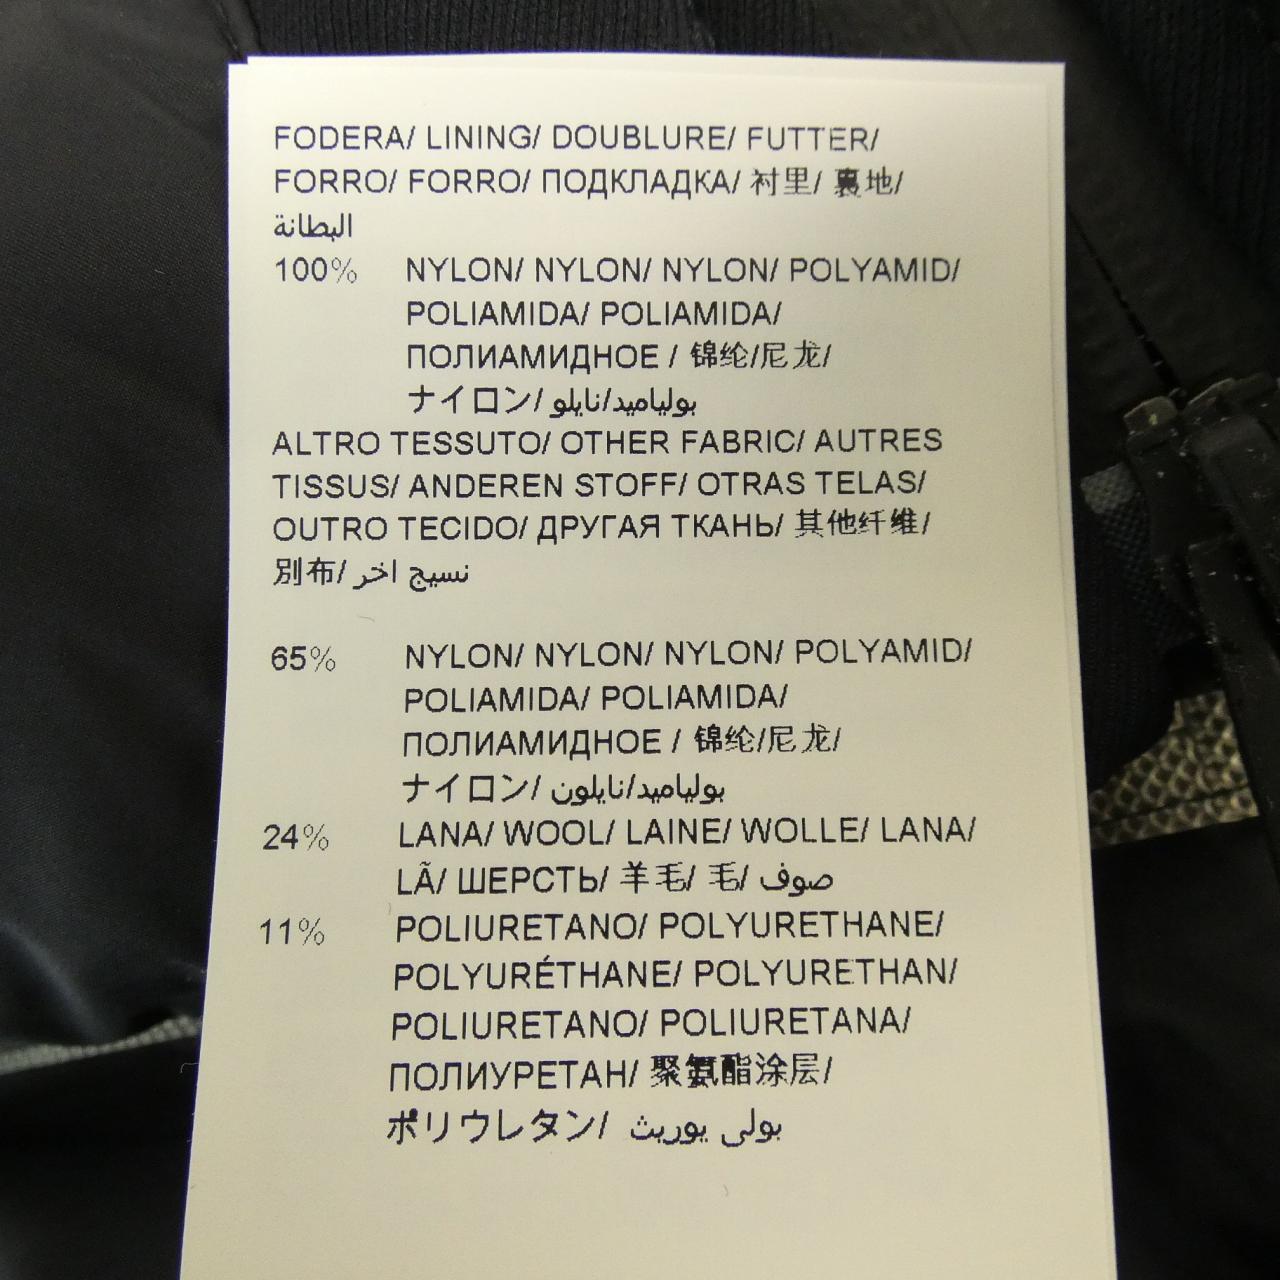 FODERA/ LINING/ DOUBLURE/ FUTTER/
FORRO/ FORRO/ ПОДКЛАДКА/ 衬里/ 裏地/
البطانة
100% NYLON/ NYLON/ NYLON/ POLYAMID/
POLIAMIDA/ POLIAMIDA/
ПОЛИАМИДНОЕ / 锦纶/尼龙/
ナイロン/ بولياميد/نايلو
ALTRO TESSUTO/ OTHER FABRIC/ AUTRES
TISSUS/ ANDEREN STOFF/ OTRAS TELAS/
OUTRO TECIDO/ ДРУГАЯ ТКАНЬ/ 其他纤维/
別布/ نسيج اخر
65% NYLON/ NYLON/ NYLON/ POLYAMID/
POLIAMIDA/ POLIAMIDA/
ПОЛИАМИДНОЕ / 锦纶/尼龙/
ナイロン/ بولياميد/نايلون
24% LANA/ WOOL/ LAINE/ WOLLE/ LANA/
LÃ/ ШЕРСТЬ/ 羊毛/ 毛/ صوف
11% POLIURETANO/ POLYURETHANE/
POLYURÉTHANE/ POLYURETHAN/
POLIURETANO/ POLIURETANA/
ПОЛИУРЕТАН/ 聚氨酯涂层/
ポリウレタン/ بولى يوريث